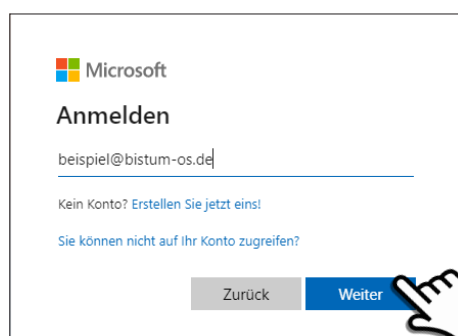 Microsoft
Anmelden
beispiel@bistum-os.de
Kein Konto? Erstellen Sie jetzt eins!
Sie können nicht auf Ihr Konto zugreifen?
Zurück Weiter